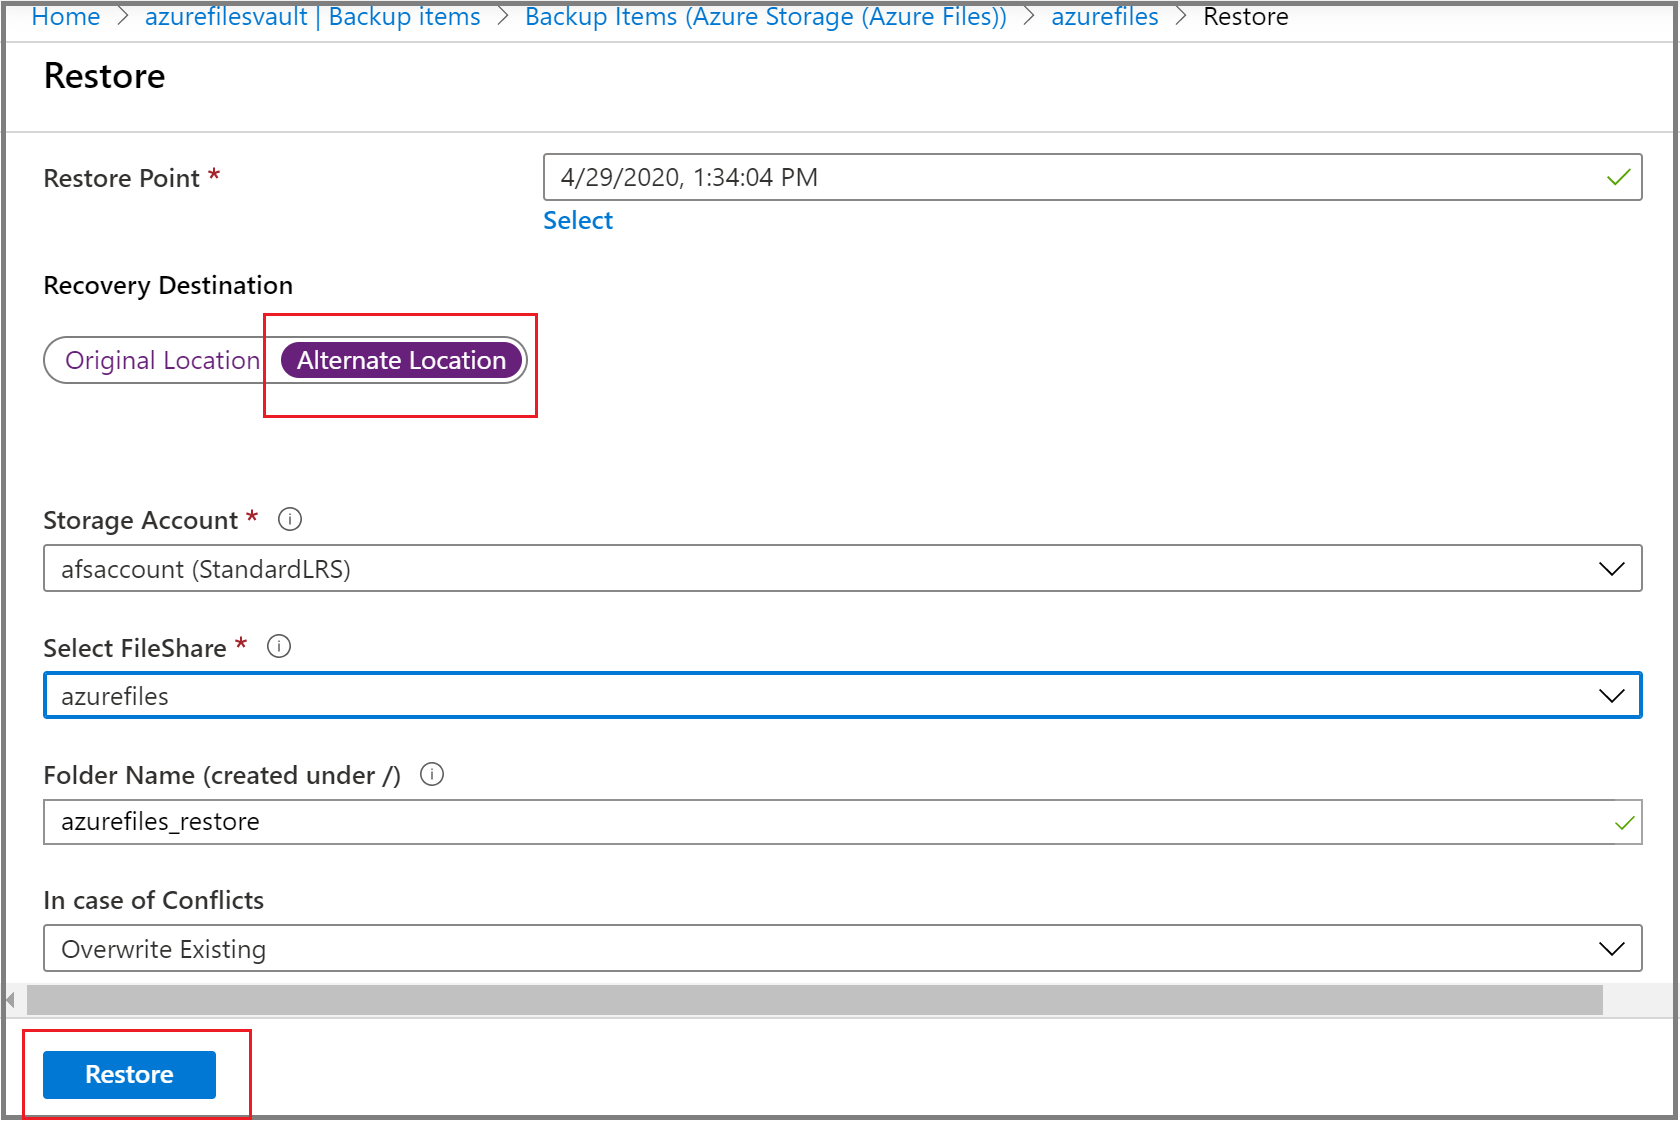 Home > azurefilesvault | Backup items > Backup Items (Azure Storage (Azure Files)) > azurefiles > Restore
Restore
Restore Point *
4/29/2020, 1:34:04 PM
Select
Recovery Destination
Original Location Alternate Location
Storage Account *
afsaccount (StandardLRS)
Select FileShare *
azurefiles
Folder Name (created under /)
azurefiles_restore
In case of Conflicts
Overwrite Existing
Restore